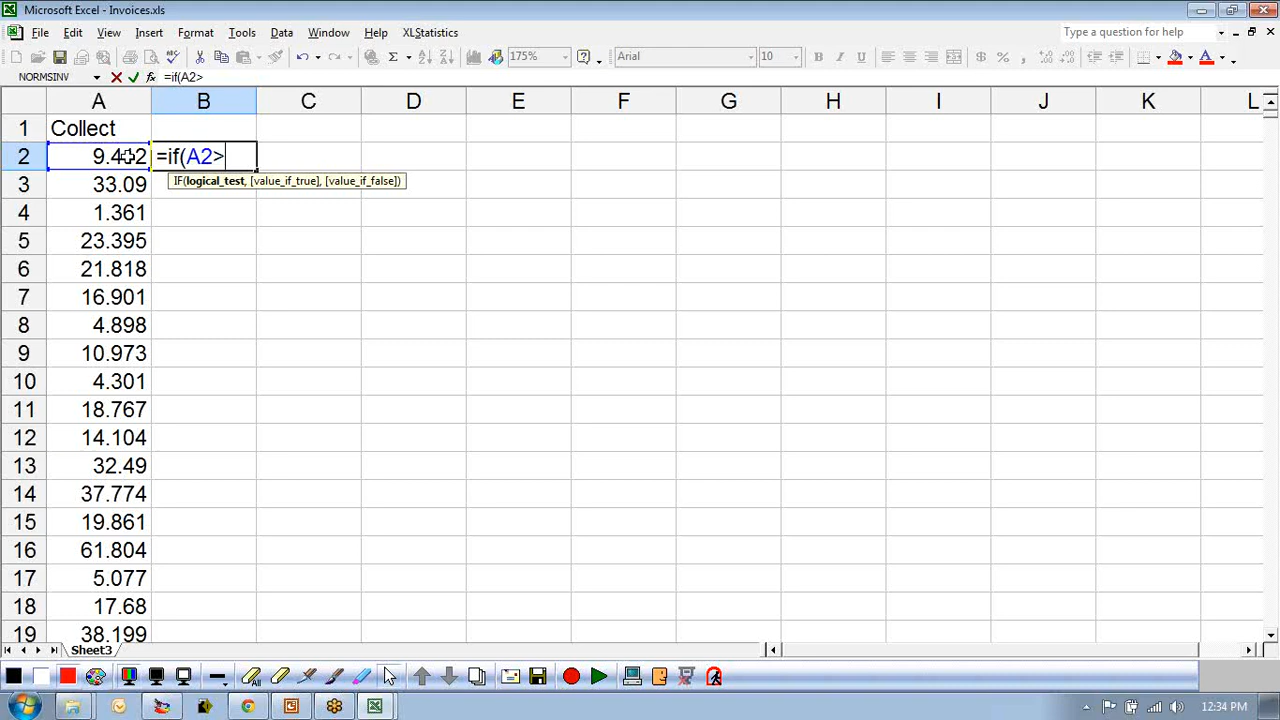 Microsoft Excel - Invoices.xls
File Edit View Insert Format Tools Data Window Help XLStatistics Type a question for help
175% Arial 10
NORMSINV =if(A2>
A B C D E F G H I J K L
1 Collect
2 =if(A2>
IF(logical_test, [value_if_true], [value_if_false])
3 33.09
4 1.361
5 23.395
6 21.818
7 16.901
8 4.898
9 10.973
10 4.301
11 18.767
12 14.104
13 32.49
14 37.774
15 19.861
16 61.804
17 5.077
18 17.68
19 38.199
Sheet3
All
12:34 PM